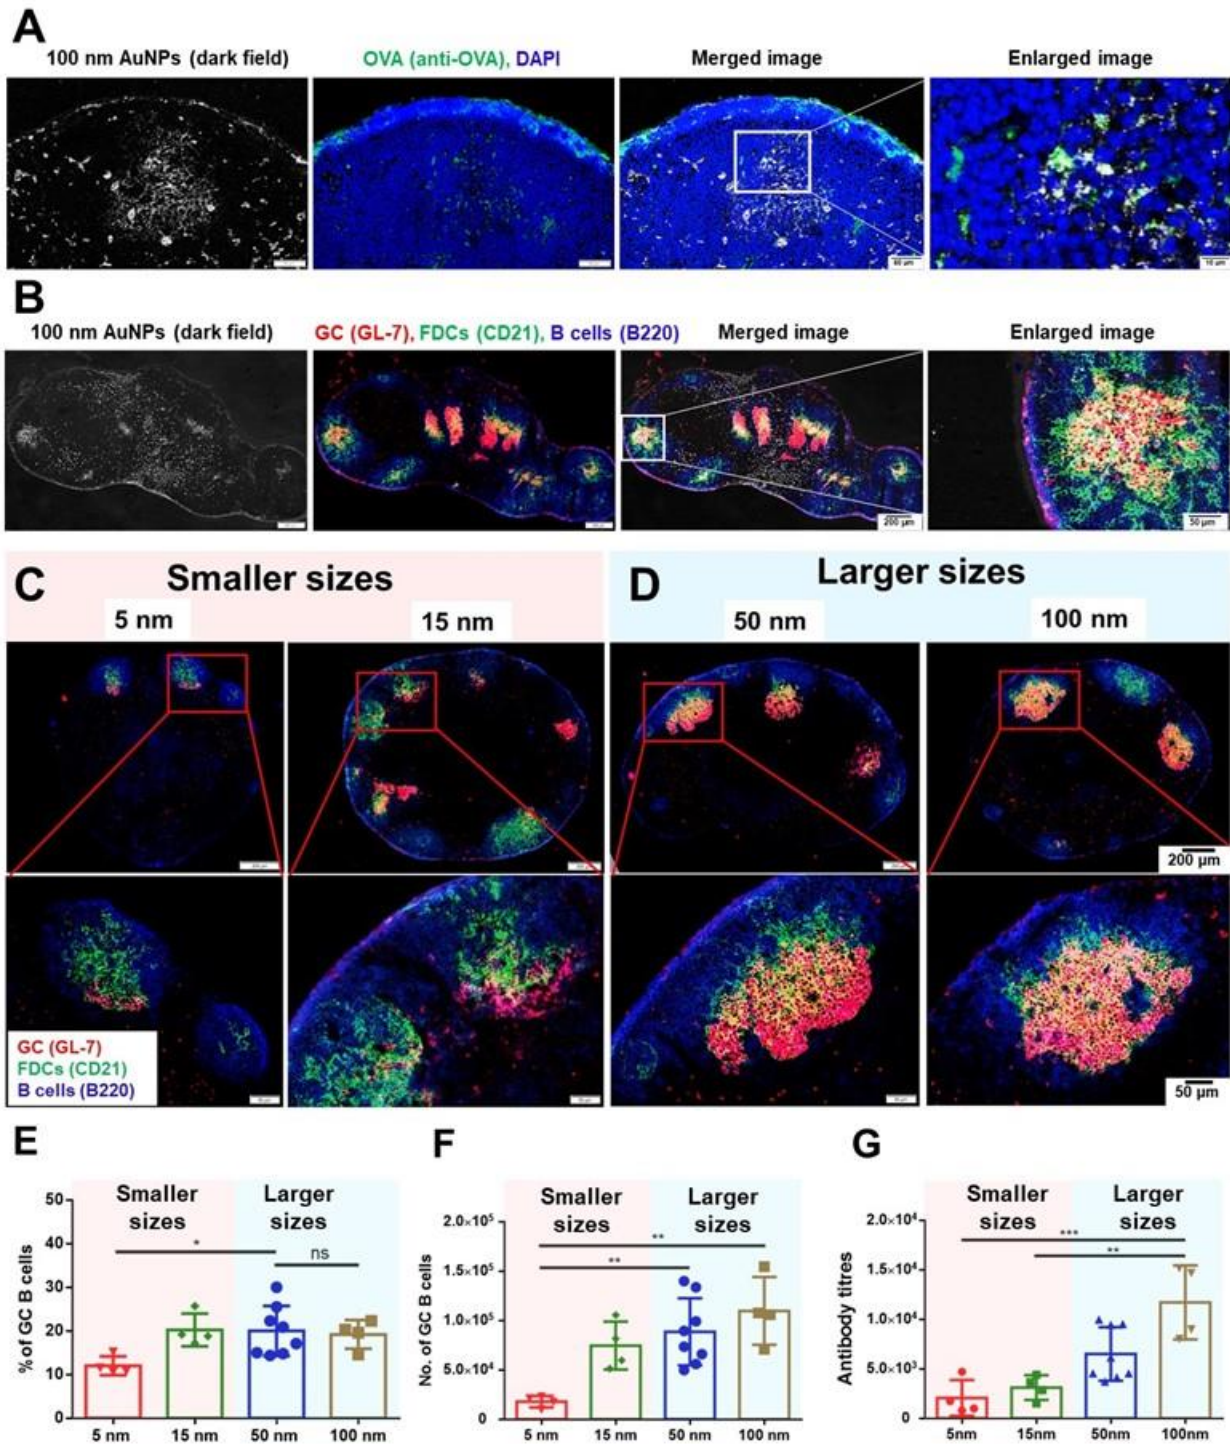 A
100 nm AuNPs (dark field)
OVA (anti-OVA), DAPI
Merged image
Enlarged image
10 µm
B
100 nm AuNPs (dark field)
GC (GL-7), FDCs (CD21), B cells (B220)
Merged image
Enlarged image
200 µm
50 µm
C
Smaller sizes
D
Larger sizes
5 nm
15 nm
50 nm
100 nm
200 µm
GC (GL-7)
FDCs (CD21)
B cells (B220)
50 µm
E
Smaller
sizes
Larger
sizes
% of GC B cells
50
40
30
20
10
0
*
ns
5 nm
15 nm
50 nm
100 nm
F
Smaller
sizes
Larger
sizes
No. of GC B cells
2.0×10⁵
1.5×10⁵
1.0×10⁵
5.0×10⁴
0
**
**
5 nm
15 nm
50 nm
100 nm
G
Smaller
sizes
Larger
sizes
Antibody titres
2.0×10⁴
1.5×10⁴
1.0×10⁴
5.0×10³
0
***
**
5nm
15nm
50nm
100nm